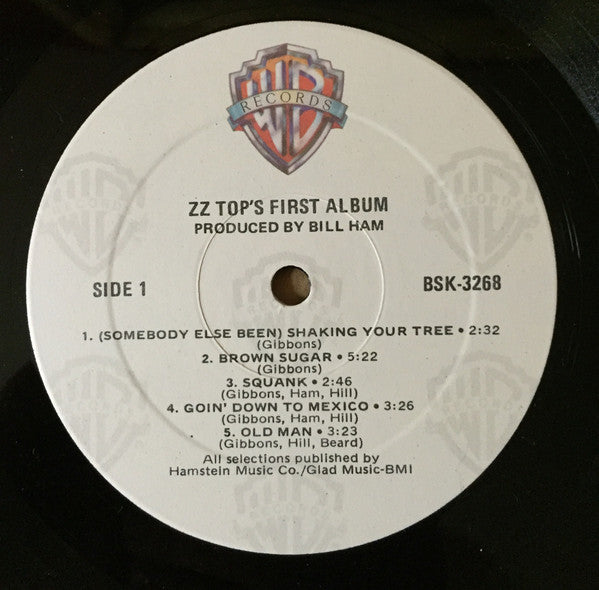 WB
RECORDS
ZZ TOP'S FIRST ALBUM
PRODUCED BY BILL HAM
SIDE 1
BSK-3268
1. (SOMEBODY ELSE BEEN) SHAKING YOUR TREE • 2:32
(Gibbons)
2. BROWN SUGAR • 5:22
(Gibbons)
3. SQUANK • 2:46
(Gibbons, Ham, Hill)
4. GOIN' DOWN TO MEXICO • 3:26
(Gibbons, Ham, Hill)
5. OLD MAN • 3:23
(Gibbons, Hill, Beard)
All selections published by
Hamstein Music Co./Glad Music-BMI